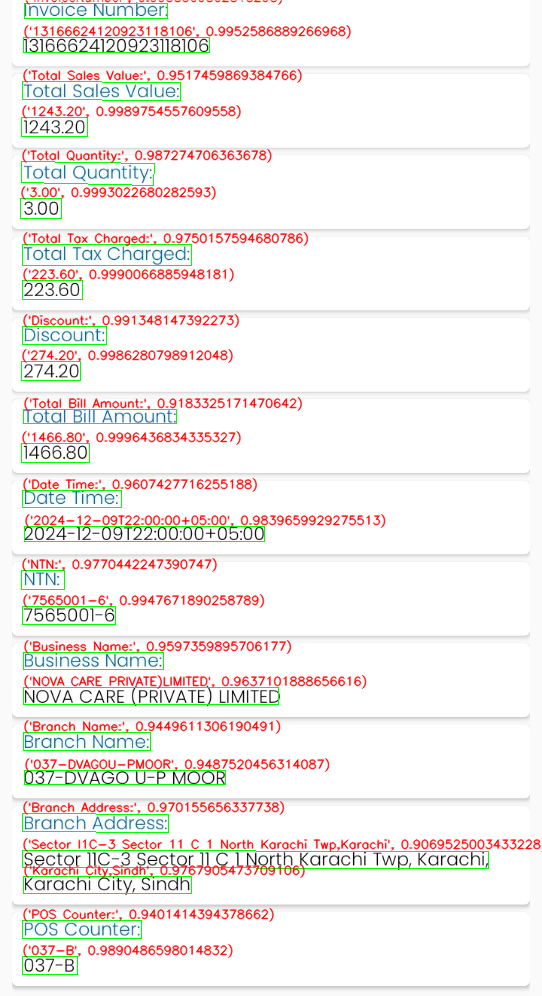 Invoice Number:
('13166624120923118106', 0.9952586889266968)
13166624120923118106
('Total Sales Value:', 0.9517459869384766)
Total Sales Value:
('1243.20', 0.9989754557609558)
1243.20
('Total Quantity:', 0.987274706363678)
Total Quantity:
('3.00', 0.9993022680282593)
3.00
('Total Tax Charged:', 0.9750157594680786)
Total Tax Charged:
('223.60', 0.9990066885948181)
223.60
('Discount:', 0.991348147392273)
Discount:
('274.20', 0.9986280798912048)
274.20
('Total Bill Amount:', 0.9183325171470642)
Total Bill Amount:
('1466.80', 0.9996436834335327)
1466.80
('Date Time:', 0.9607427716255188)
Date Time:
('2024-12-09T22:00:00+05:00', 0.9839659929275513)
2024-12-09T22:00:00+05:00
('NTN:', 0.9770442247390747)
NTN:
('7565001-6', 0.9947671890258789)
7565001-6
('Business Name:', 0.9597359895706177)
Business Name:
('NOVA CARE PRIVATE)LIMITED', 0.9637101888656616)
NOVA CARE (PRIVATE) LIMITED
('Branch Name:', 0.9449611306190491)
Branch Name:
('037-DVAGOU-PMOOR', 0.9487520456314087)
037-DVAGO U-P MOOR
('Branch Address:', 0.970155656337738)
Branch Address:
('Sector I1C-3 Sector 11 C 1 North Karachi Twp,Karachi', 0.9069525003433228
Sector 11C-3 Sector 11 C 1 North Karachi Twp, Karachi,
('Karachi City,Sindh', 0.9767905473709106)
Karachi City, Sindh
('POS Counter:', 0.9401414394378662)
POS Counter:
('037-B', 0.9890486598014832)
037-B